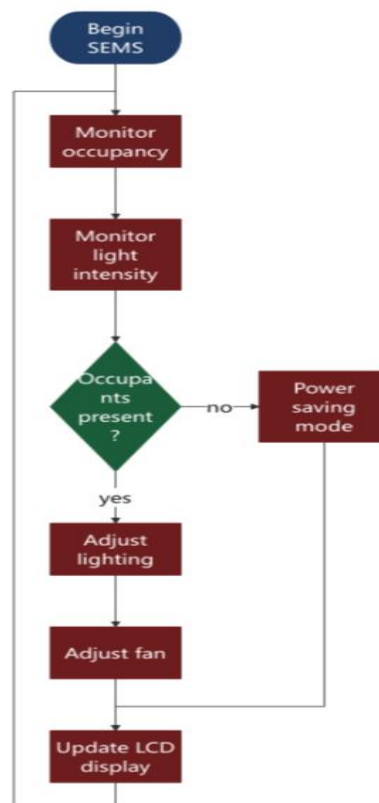 Begin
SEMS
Monitor
occupancy
Monitor
light
intensity
Occupa
nts
present
?
no
Power
saving
mode
yes
Adjust
lighting
Adjust fan
Update LCD
display